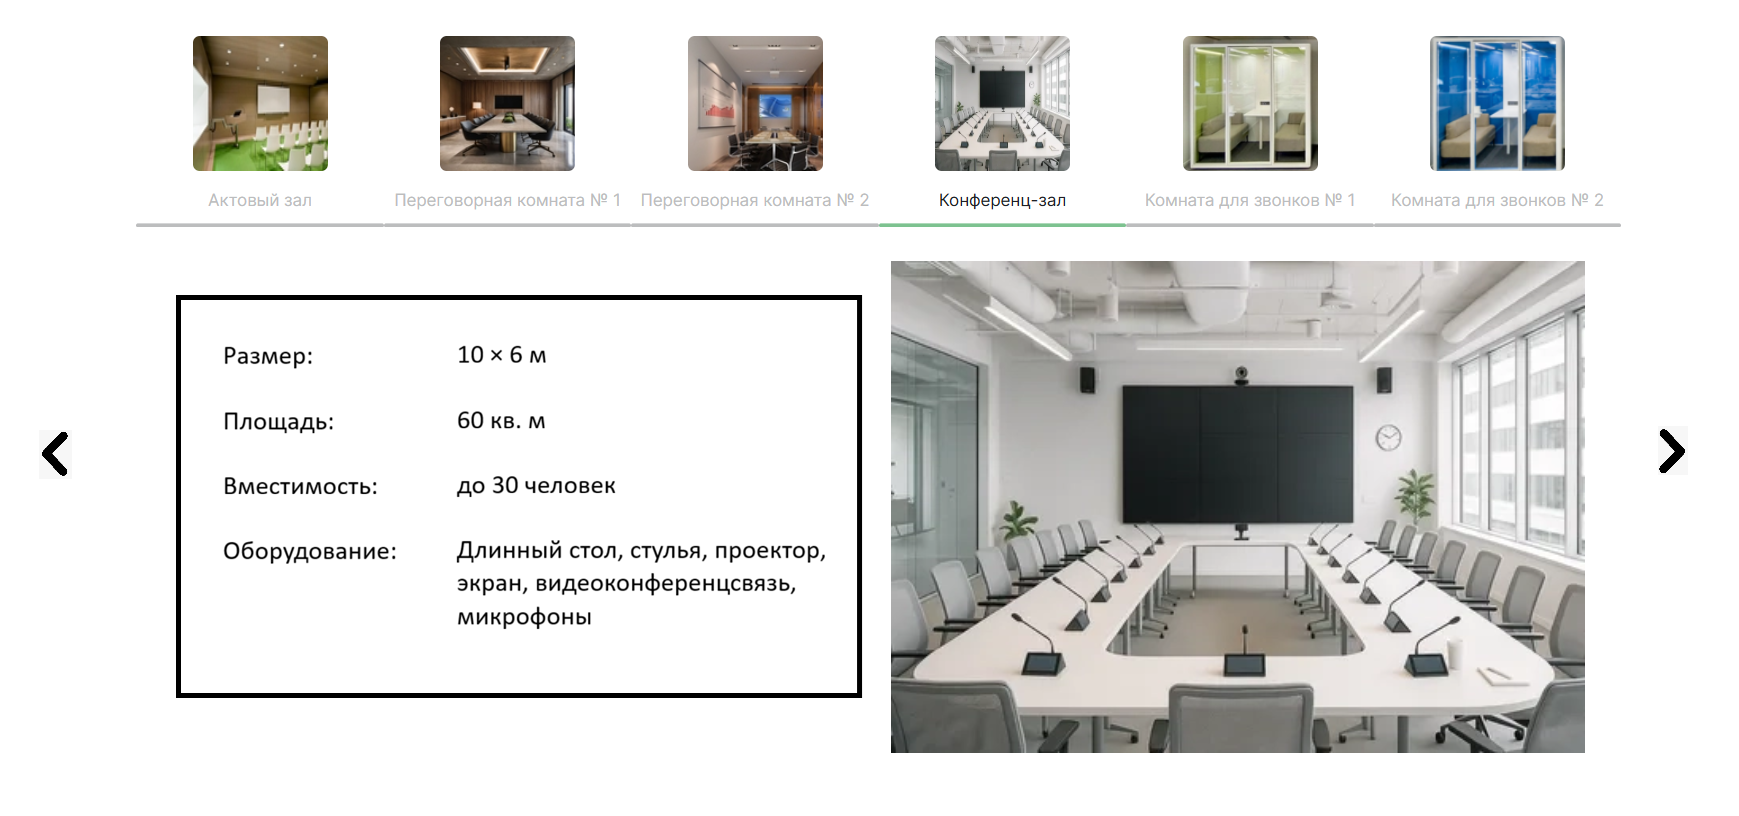 Актовый зал
Переговорная комната № 1
Переговорная комната № 2
Конференц-зал
Комната для звонков № 1
Комната для звонков № 2
Размер: 10 × 6 м
Площадь: 60 кв. м
Вместимость: до 30 человек
Оборудование: Длинный стол, стулья, проектор,
экран, видеоконференцсвязь,
микрофоны